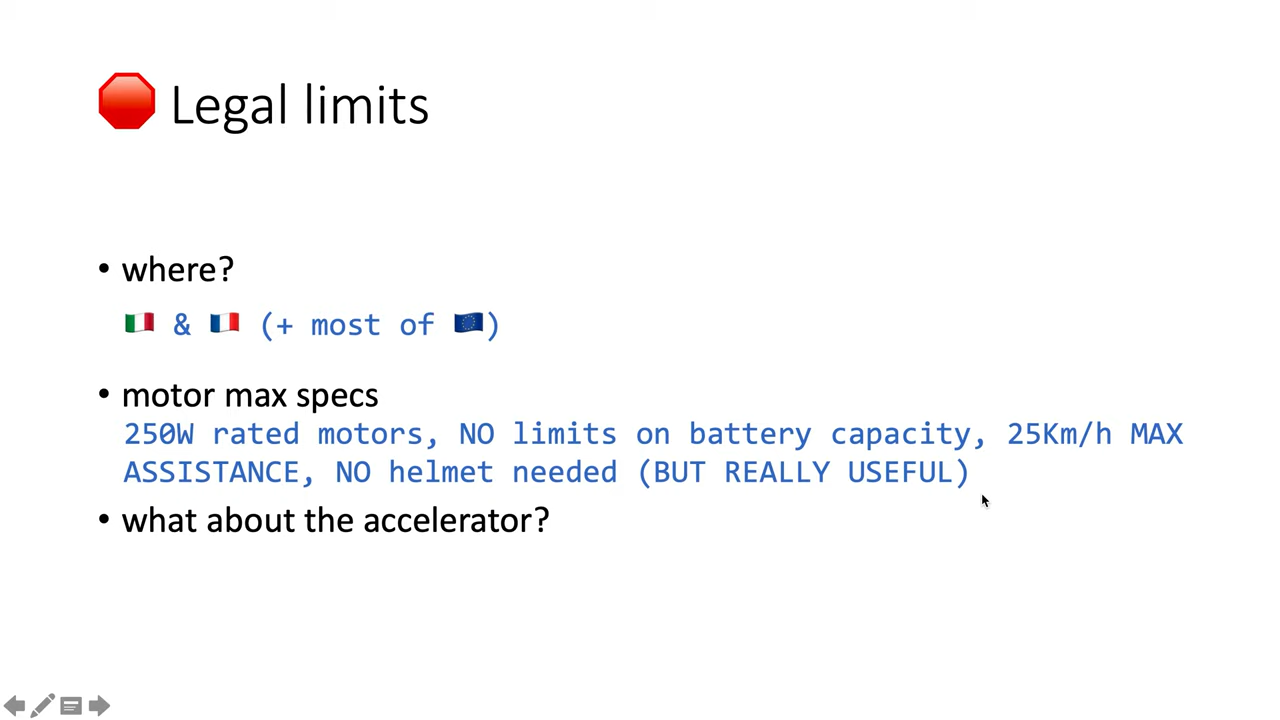 🛑 Legal limits
• where?
🇮🇹 & 🇫🇷 (+ most of 🇪🇺)
• motor max specs
250W rated motors, NO limits on battery capacity, 25Km/h MAX
ASSISTANCE, NO helmet needed (BUT REALLY USEFUL)
• what about the accelerator?